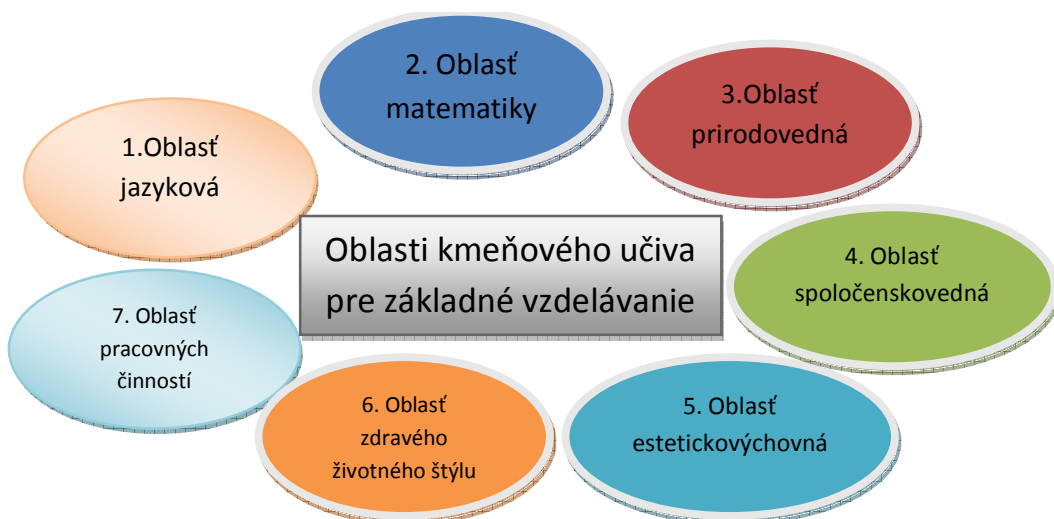 2. Oblasť
matematiky
3.Oblasť
prirodovedná
1.Oblasť
jazyková
Oblasti kmeňového učiva
pre základné vzdelávanie
4. Oblasť
spoločenskovedná
7. Oblasť
pracovných
činností
6. Oblasť
zdravého
životného štýlu
5. Oblasť
estetickovýchovná